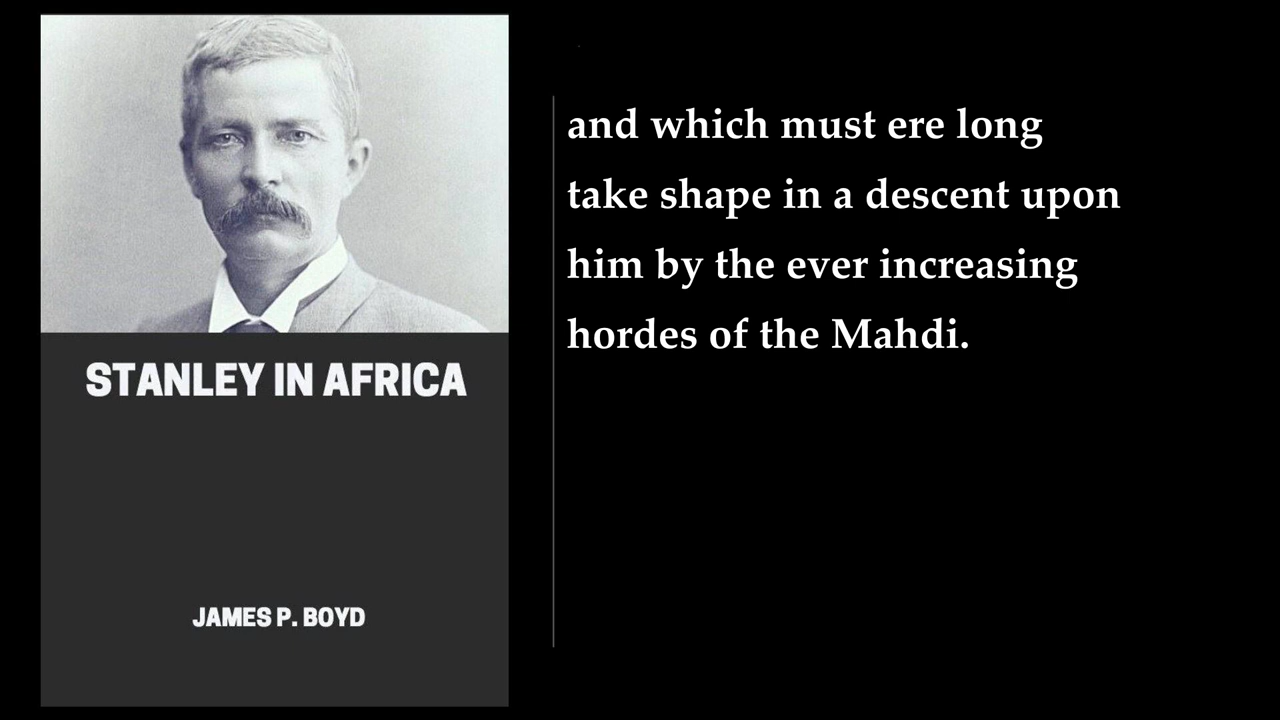 STANLEY IN AFRICA
JAMES P. BOYD
and which must ere long
take shape in a descent upon
him by the ever increasing
hordes of the Mahdi.